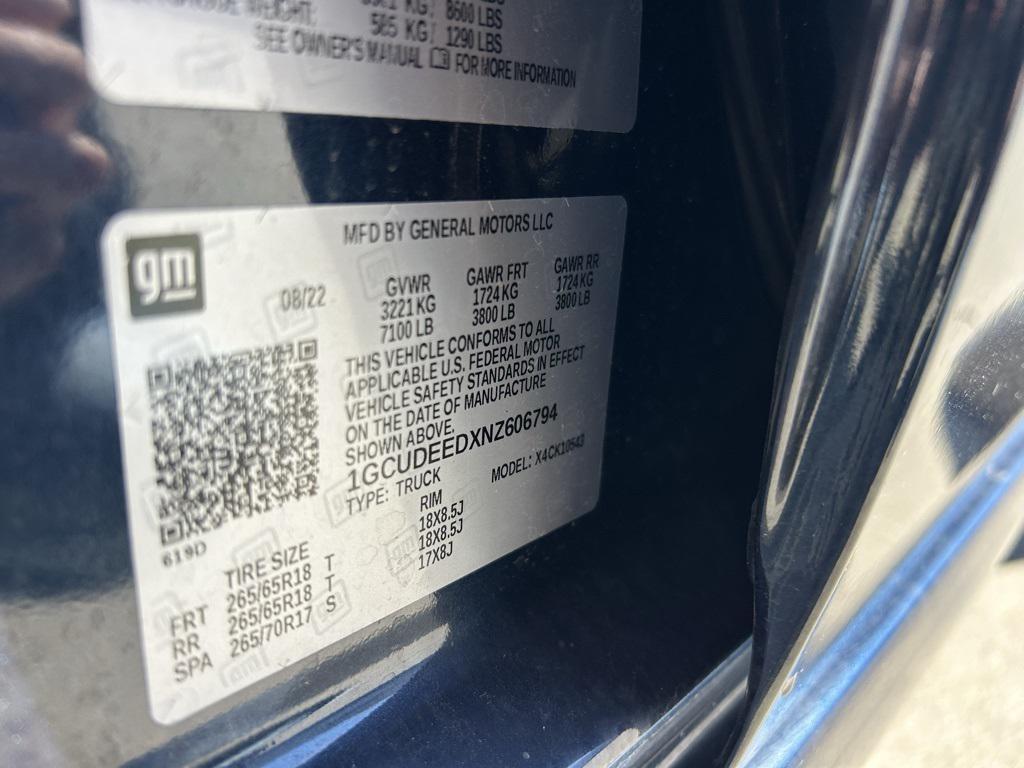 KG / 8600 LBS
585 KG / 1290 LBS
SEE OWNER'S MANUAL FOR MORE INFORMATION
gm
MFD BY GENERAL MOTORS LLC
08/22
GVWR GAWR FRT GAWR RR
3221 KG 1724 KG 1724 KG
7100 LB 3800 LB 3800 LB
THIS VEHICLE CONFORMS TO ALL
APPLICABLE U.S. FEDERAL MOTOR
VEHICLE SAFETY STANDARDS IN EFFECT
ON THE DATE OF MANUFACTURE
SHOWN ABOVE.
1GCUDEEDXNZ606794
TYPE: TRUCK MODEL: X4CK10543
619D
TIRE SIZE RIM
FRT 265/65R18 T 18X8.5J
RR 265/65R18 T 18X8.5J
SPA 265/70R17 S 17X8J